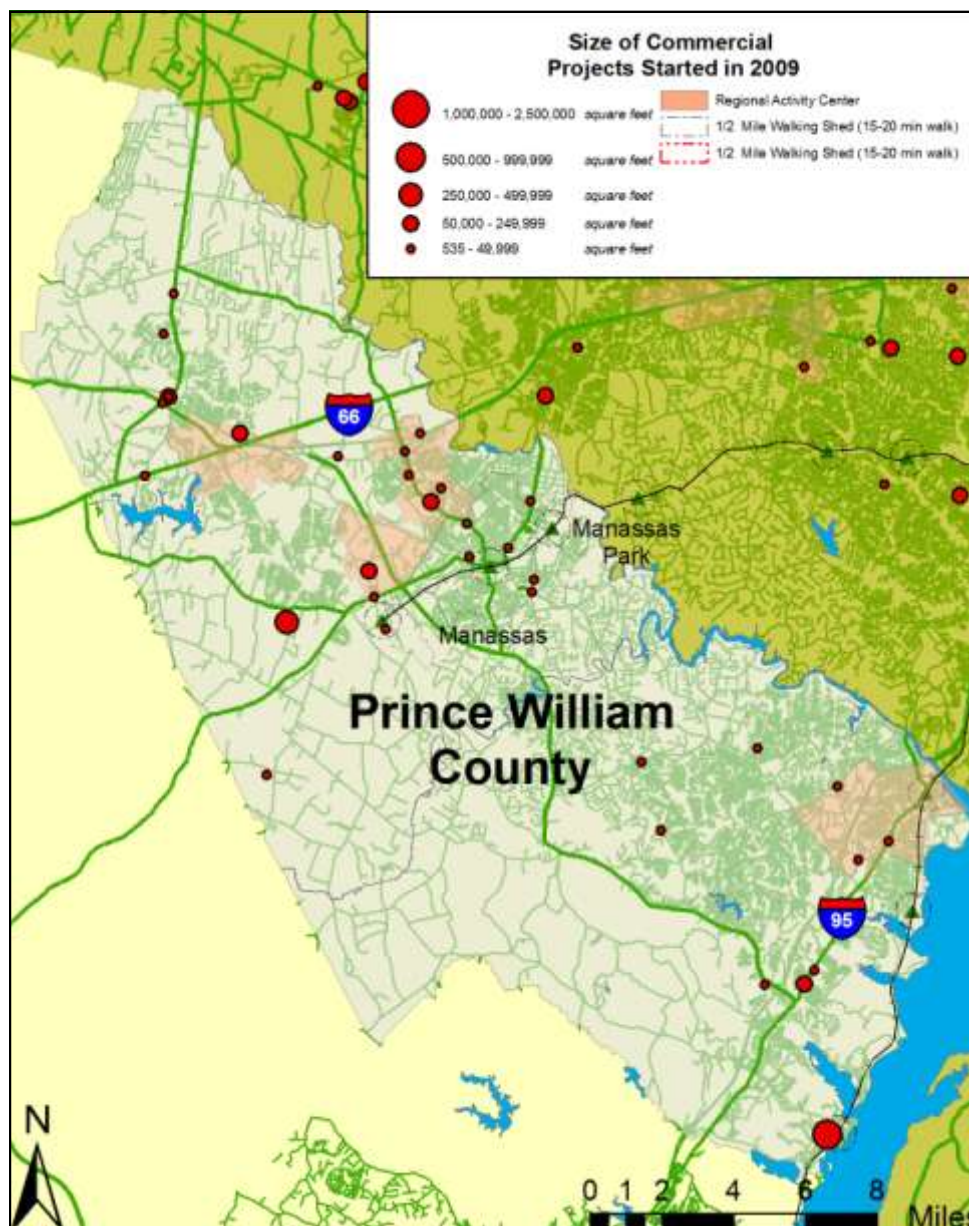 Size of Commercial
Projects Started in 2009
1,000,000 - 2,500,000 square feet
500,000 - 999,999 square feet
250,000 - 499,999 square feet
50,000 - 249,999 square feet
535 - 49,999 square feet
Regional Activity Center
1/2 Mile Walking Shed (15-20 min walk)
1/2 Mile Walking Shed (15-20 min walk)
66
Manassas
Park
Manassas
Prince William
County
95
N
0 1 2 4 6 8
Miles